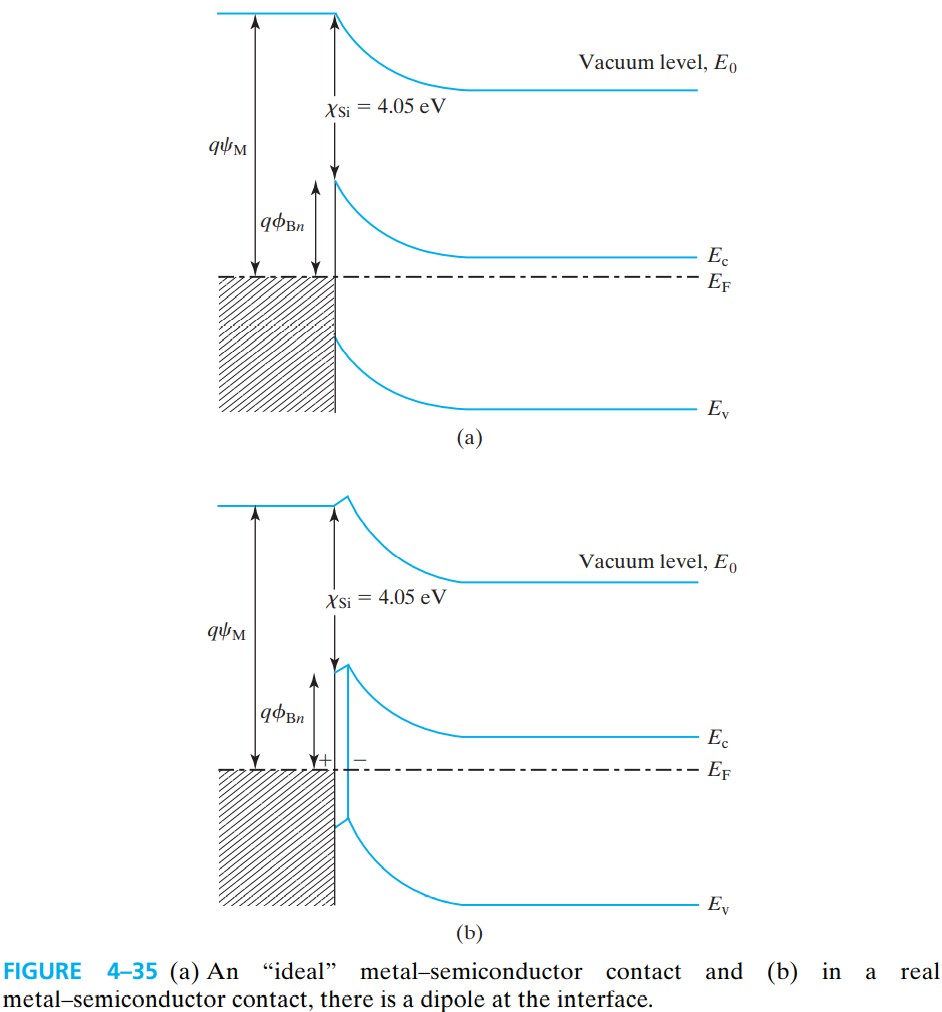 Vacuum level, E₀
χSi = 4.05 eV
qψM
qϕBn
Ec
EF
Ev
(a)
Vacuum level, E₀
χSi = 4.05 eV
qψM
qϕBn
Ec
+ −
EF
Ev
(b)
FIGURE 4–35 (a) An “ideal” metal–semiconductor contact and (b) in a real
metal–semiconductor contact, there is a dipole at the interface.